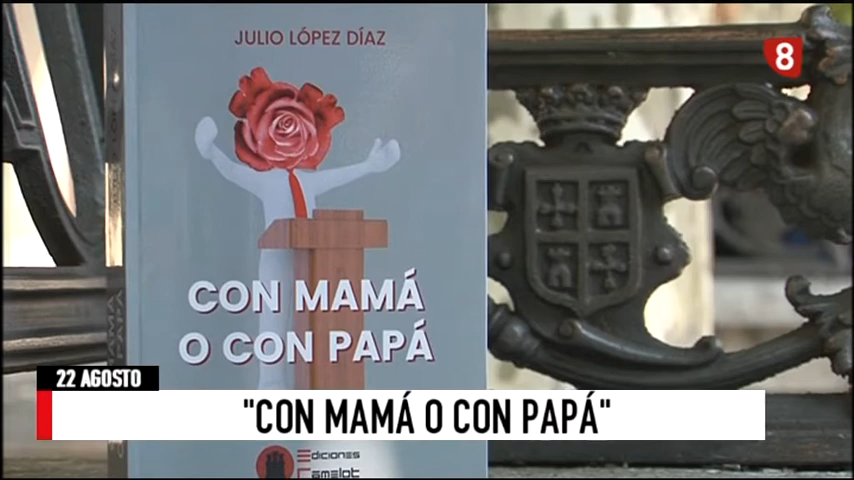 JULIO LÓPEZ DÍAZ
8
CON MAMÁ
O CON PAPÁ
22 AGOSTO
"CON MAMÁ O CON PAPÁ"
Ediciones
Camelot